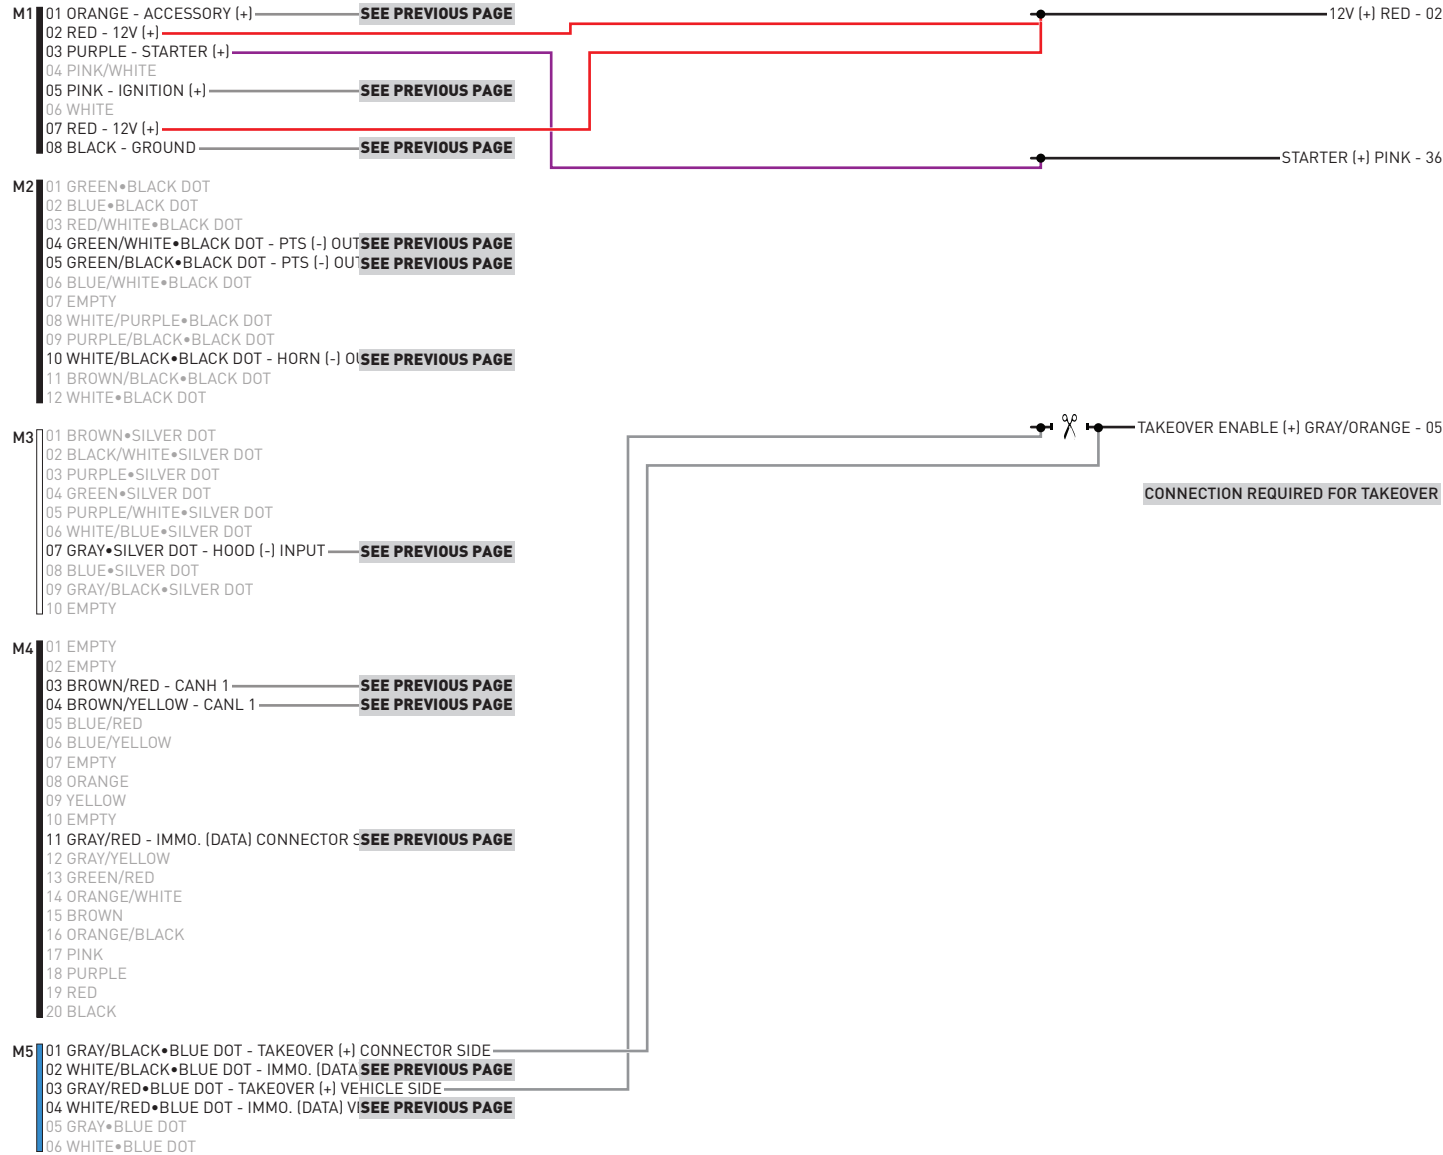 M1 01 ORANGE - ACCESSORY (+) SEE PREVIOUS PAGE 12V (+) RED - 02
02 RED - 12V (+)
03 PURPLE - STARTER (+)
04 PINK/WHITE
05 PINK - IGNITION (+) SEE PREVIOUS PAGE
06 WHITE
07 RED - 12V (+)
08 BLACK - GROUND SEE PREVIOUS PAGE
STARTER (+) PINK - 36
M2 01 GREEN•BLACK DOT
02 BLUE•BLACK DOT
03 RED/WHITE•BLACK DOT
04 GREEN/WHITE•BLACK DOT - PTS (-) OUT SEE PREVIOUS PAGE
05 GREEN/BLACK•BLACK DOT - PTS (-) OUT SEE PREVIOUS PAGE
06 BLUE/WHITE•BLACK DOT
07 EMPTY
08 WHITE/PURPLE•BLACK DOT
09 PURPLE/BLACK•BLACK DOT
10 WHITE/BLACK•BLACK DOT - HORN (-) OU SEE PREVIOUS PAGE
11 BROWN/BLACK•BLACK DOT
12 WHITE•BLACK DOT
TAKEOVER ENABLE (+) GRAY/ORANGE - 05
M3 01 BROWN•SILVER DOT
02 BLACK/WHITE•SILVER DOT
03 PURPLE•SILVER DOT
04 GREEN•SILVER DOT
CONNECTION REQUIRED FOR TAKEOVER
05 PURPLE/WHITE•SILVER DOT
06 WHITE/BLUE•SILVER DOT
07 GRAY•SILVER DOT - HOOD (-) INPUT SEE PREVIOUS PAGE
08 BLUE•SILVER DOT
09 GRAY/BLACK•SILVER DOT
10 EMPTY
M4 01 EMPTY
02 EMPTY
03 BROWN/RED - CANH 1 SEE PREVIOUS PAGE
04 BROWN/YELLOW - CANL 1 SEE PREVIOUS PAGE
05 BLUE/RED
06 BLUE/YELLOW
07 EMPTY
08 ORANGE
09 YELLOW
10 EMPTY
11 GRAY/RED - IMMO. (DATA) CONNECTOR S SEE PREVIOUS PAGE
12 GRAY/YELLOW
13 GREEN/RED
14 ORANGE/WHITE
15 BROWN
16 ORANGE/BLACK
17 PINK
18 PURPLE
19 RED
20 BLACK
M5 01 GRAY/BLACK•BLUE DOT - TAKEOVER (+) CONNECTOR SIDE
02 WHITE/BLACK•BLUE DOT - IMMO. (DATA SEE PREVIOUS PAGE
03 GRAY/RED•BLUE DOT - TAKEOVER (+) VEHICLE SIDE
04 WHITE/RED•BLUE DOT - IMMO. (DATA) V SEE PREVIOUS PAGE
05 GRAY•BLUE DOT
06 WHITE•BLUE DOT